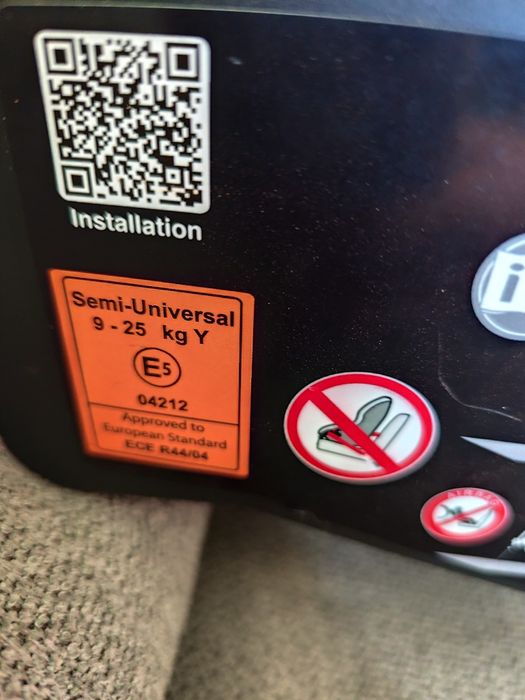 Installation
Semi-Universal
9 - 25 kg Y
E5
04212
Approved to
European Standard
ECE R44/04
i
AIRBAG